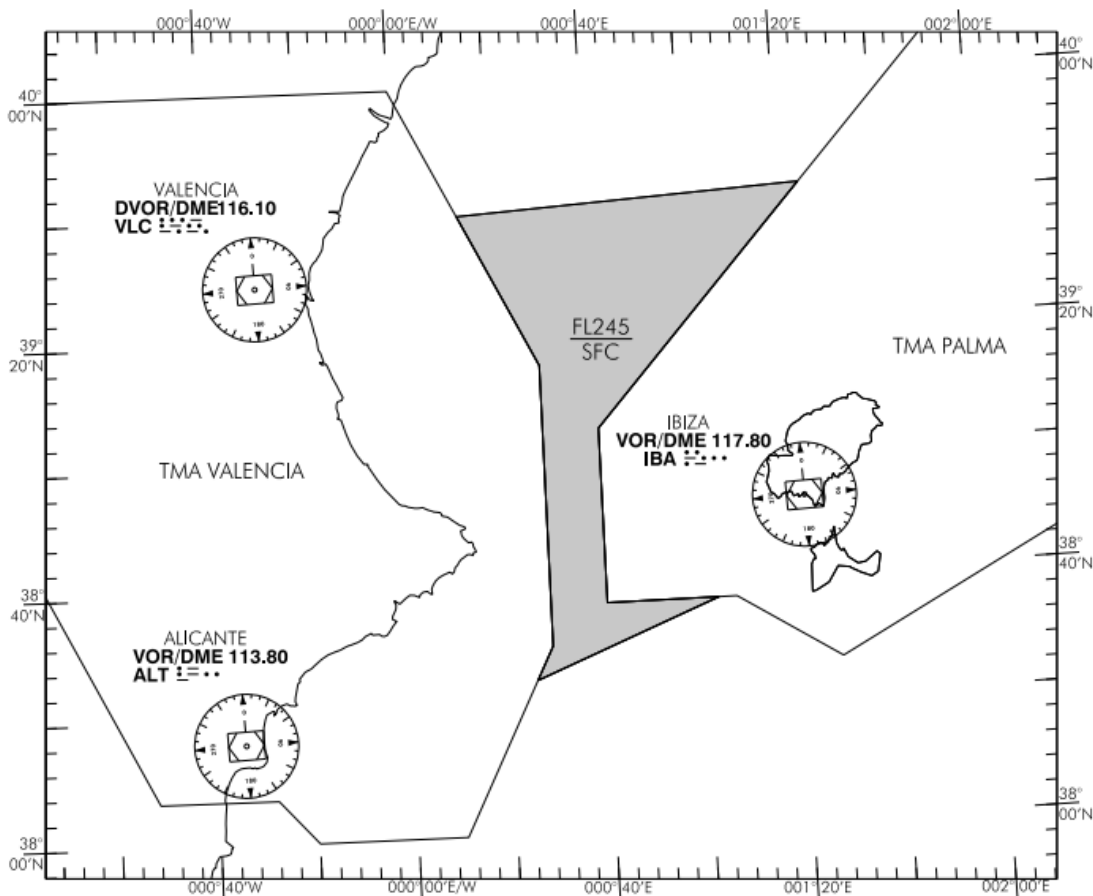 000°40'W
000°00'E/W
000°40'E
001°20'E
002°00'E
40°
00'N
40°
00'N
VALENCIA
DVOR/DME116.10
VLC
39°
20'N
39°
20'N
FL245
SFC
TMA PALMA
IBIZA
VOR/DME 117.80
IBA
TMA VALENCIA
38°
40'N
38°
40'N
ALICANTE
VOR/DME 113.80
ALT
38°
00'N
38°
00'N
000°40'W
000°00'E/W
000°40'E
001°20'E
002°00'E